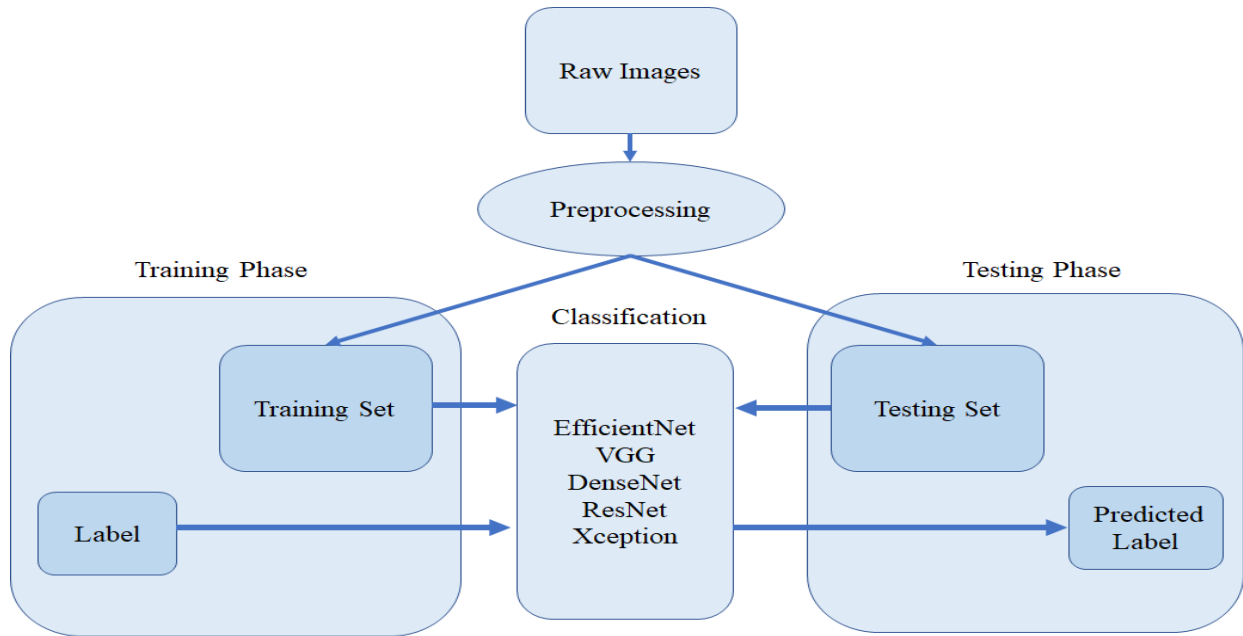 Raw Images
Preprocessing
Training Phase
Testing Phase
Classification
Training Set
Testing Set
EfficientNet
VGG
DenseNet
ResNet
Xception
Label
Predicted
Label